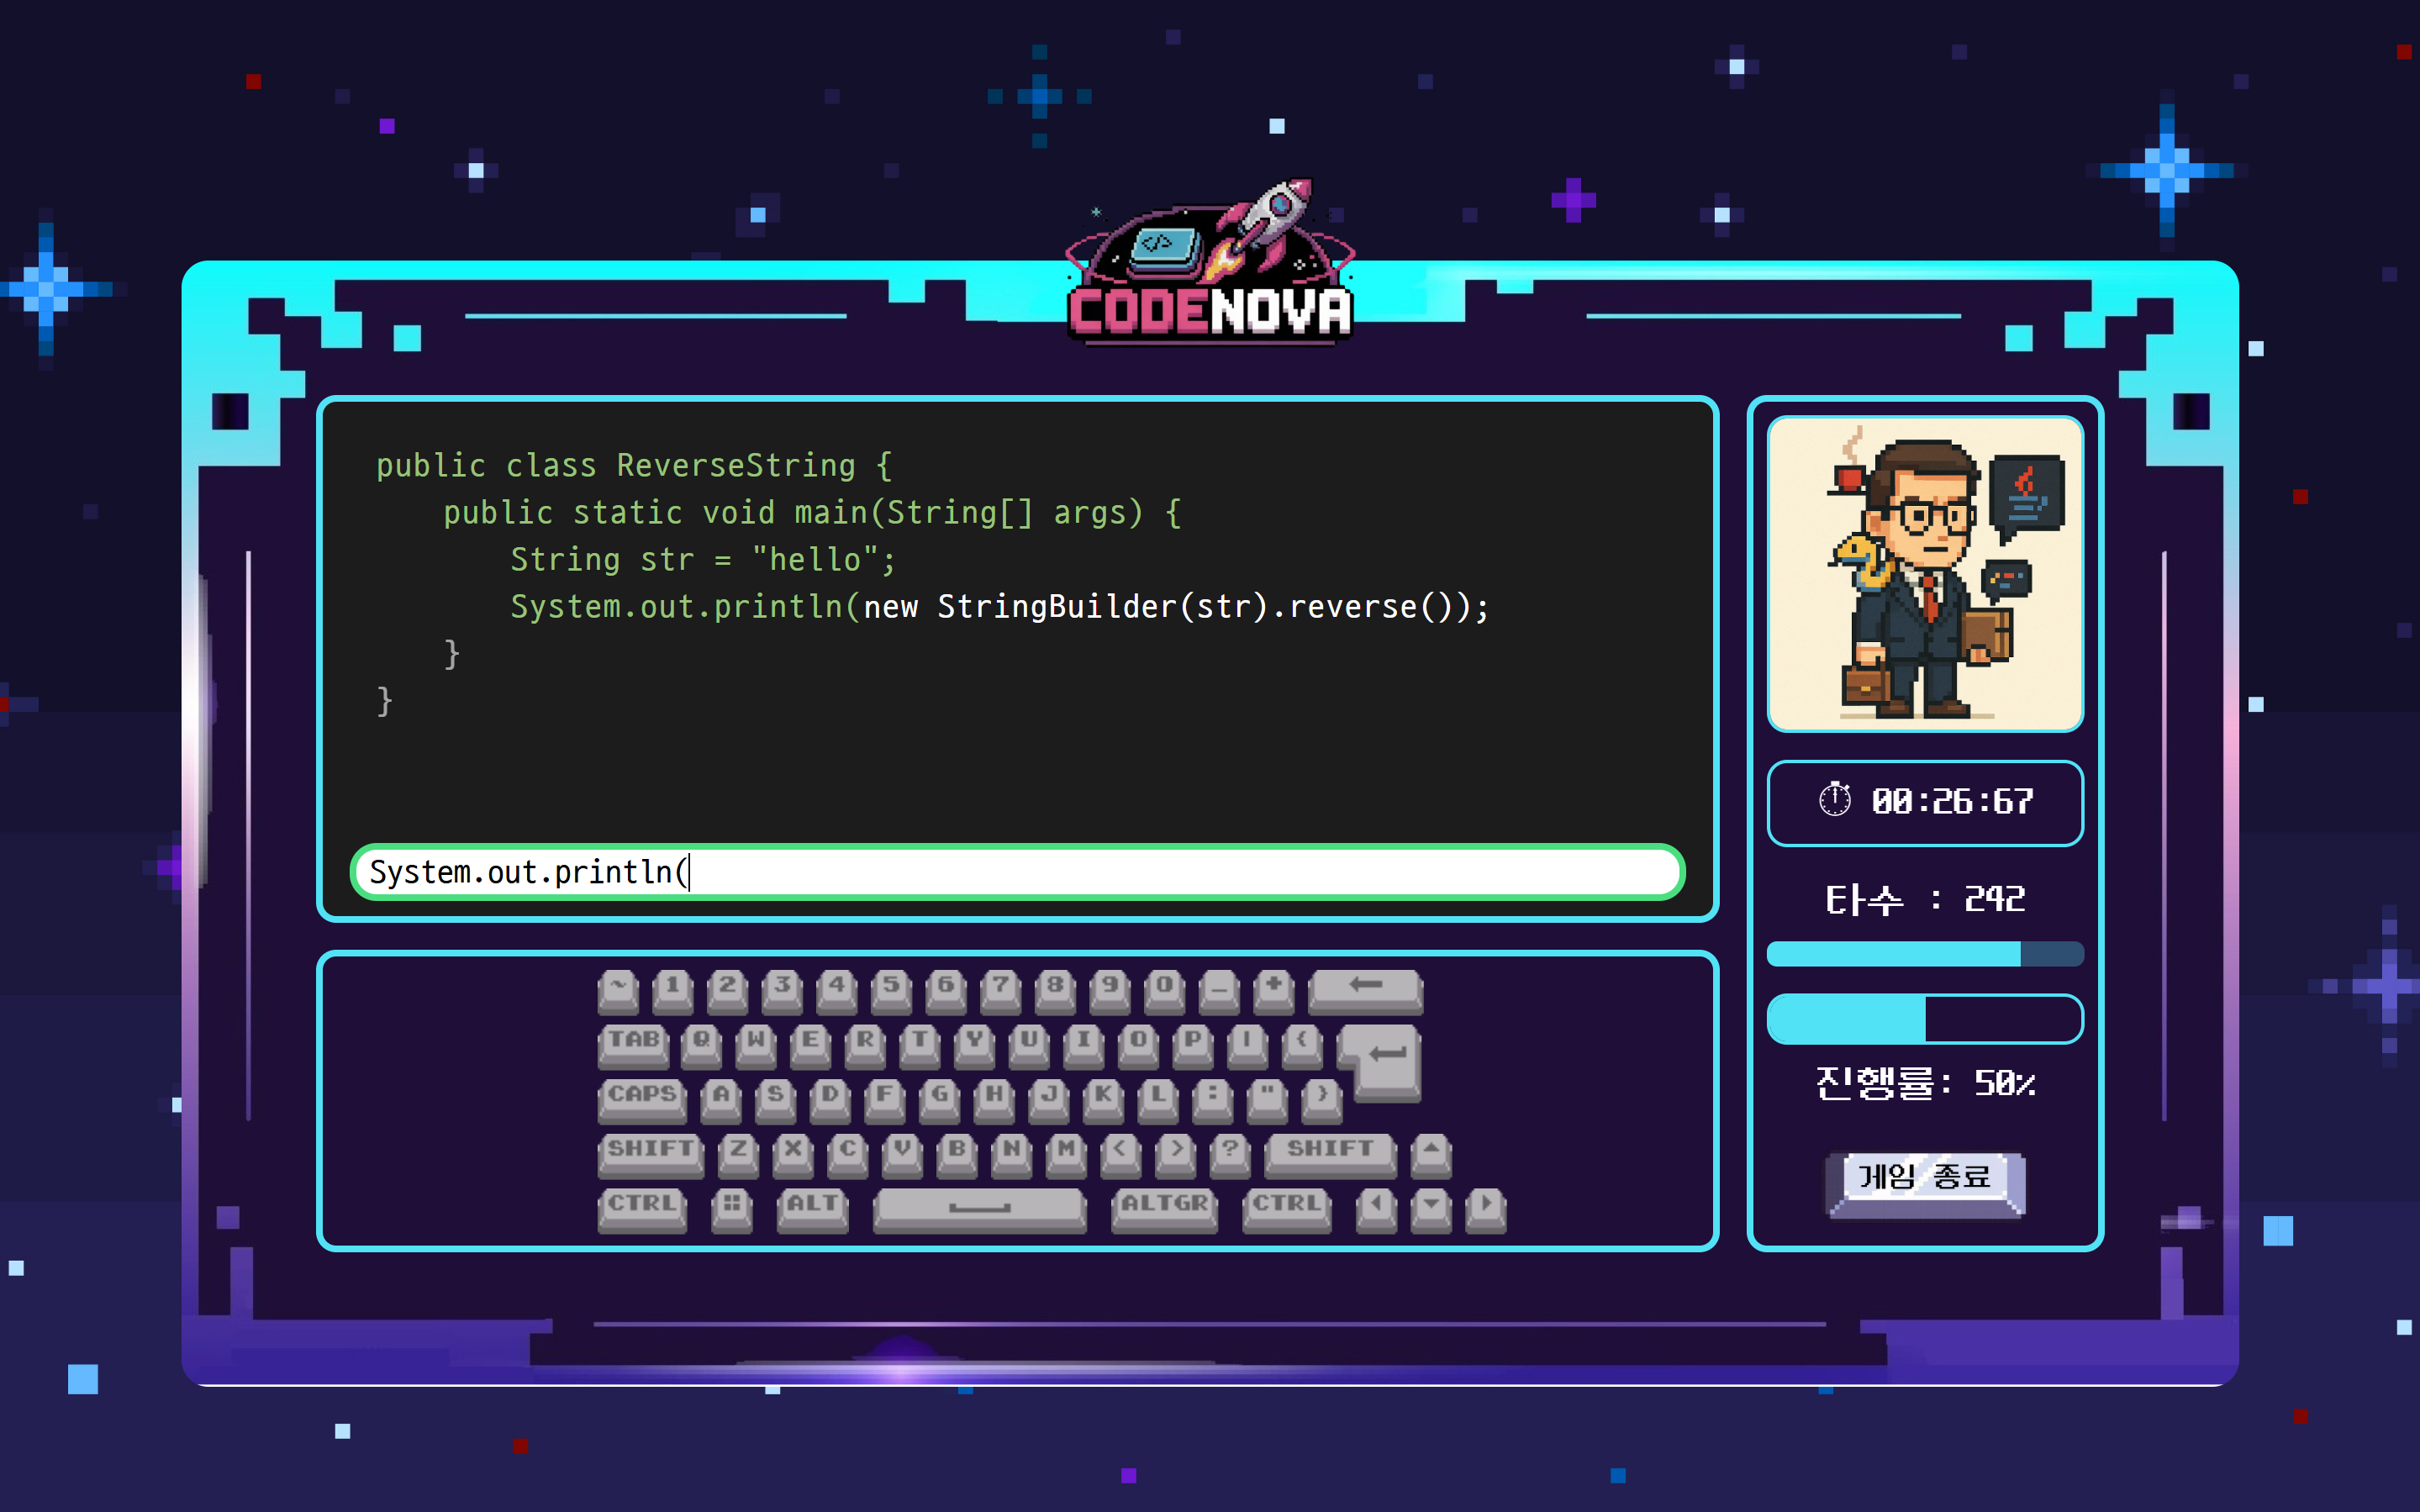 </>
CODENOVA
public class ReverseString {
public static void main(String[] args) {
String str = "hello";
System.out.println(new StringBuilder(str).reverse());
}
}
System.out.println(
00:26:67
타수 : 242
진행률: 50%
게임 종료
~ 1 2 3 4 5 6 7 8 9 0 _ + ←
TAB Q W E R T Y U I O P | {
CAPS A S D F G H J K L : " }
SHIFT Z X C V B N M < > ? SHIFT
CTRL ALT ALTGR CTRL